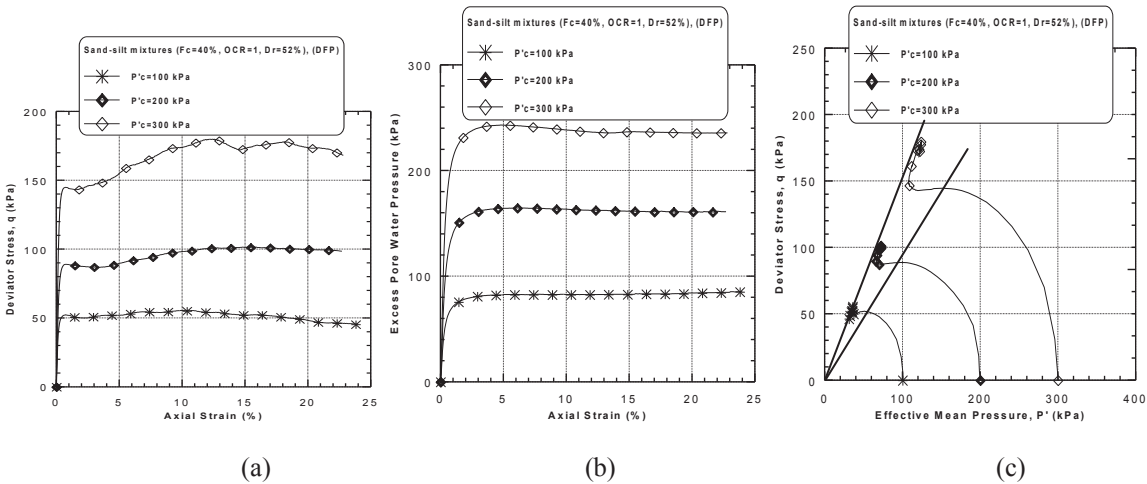 Sand-silt mixtures (Fc=40%, OCR=1, Dr=52%), (DFP)
P'c=100 kPa
P'c=200 kPa
P'c=300 kPa
200
150
100
50
0
Deviator Stress, q (kPa)
0 5 10 15 20 25
Axial Strain (%)
(a)
Sand-silt mixtures (Fc=40%, OCR=1, Dr=52%), (DFP)
P'c=100 kPa
P'c=200 kPa
P'c=300 kPa
300
200
100
0
Excess Pore Water Pressure (kPa)
0 5 10 15 20 25
Axial Strain (%)
(b)
Sand-silt mixtures (Fc=40%, OCR=1, Dr=52%), (DFP)
P'c=100 kPa
P'c=200 kPa
P'c=300 kPa
250
200
150
100
50
0
Deviator Stress, q (kPa)
0 100 200 300 400
Effective Mean Pressure, P' (kPa)
(c)